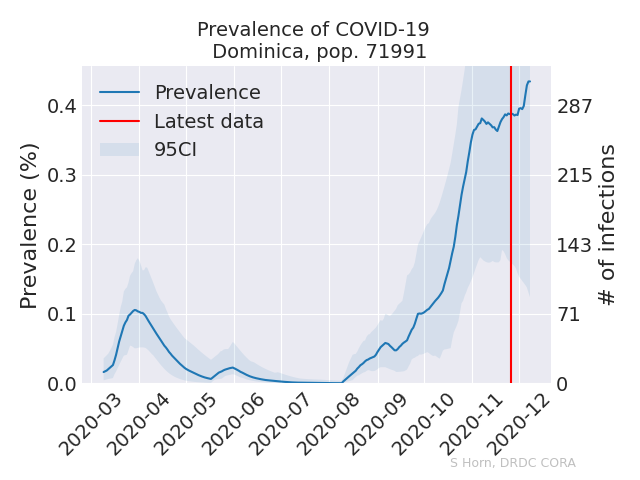 Prevalence of COVID-19
Dominica, pop. 71991
Prevalence
Latest data
95CI
Prevalence (%)
0.4
0.3
0.2
0.1
0.0
287
215
143
71
0
# of infections
2020-03
2020-04
2020-05
2020-06
2020-07
2020-08
2020-09
2020-10
2020-11
2020-12
S Horn, DRDC CORA